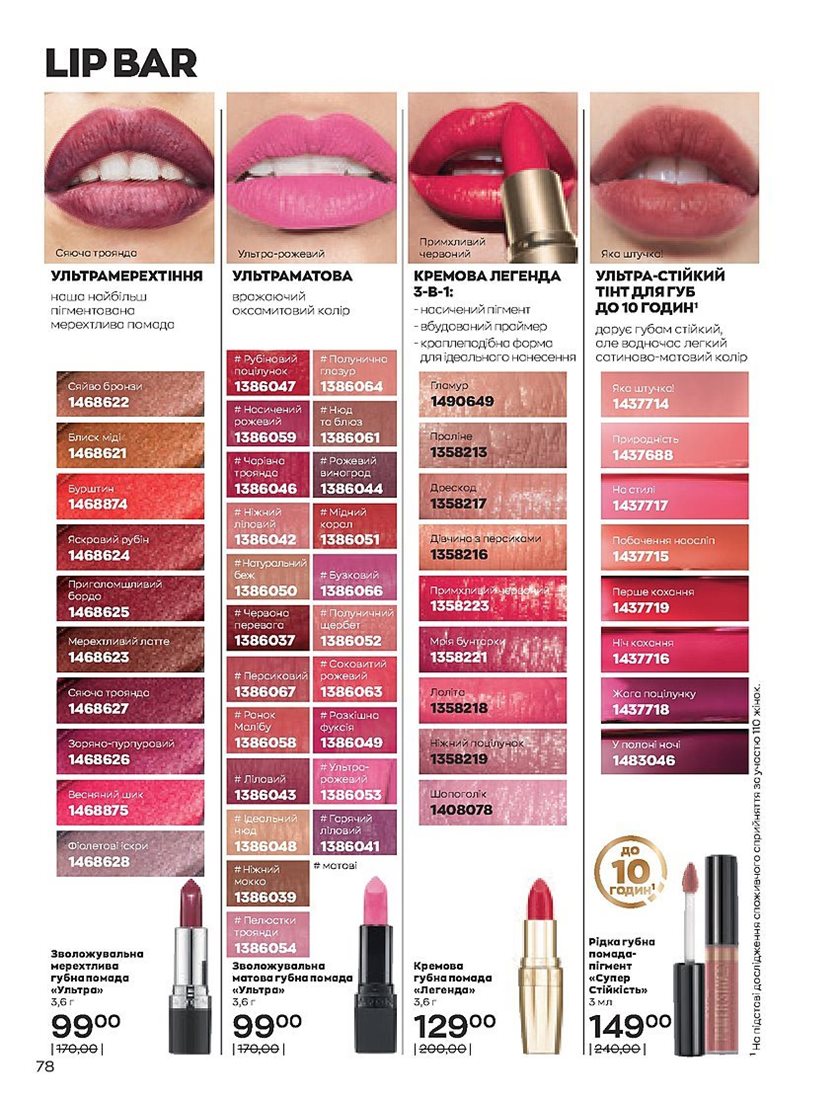 LIP BAR
Сяюча троянда
УЛЬТРАМЕРЕХТІННЯ
наша найбільш
пігментована
мерехтлива помада
Сяйво бронзи
1468622
Блиск міді
1468621
Бурштин
1468874
Яскравий рубін
1468624
Приголомшливий
бордо
1468625
Мерехтливий латте
1468623
Сяюча троянда
1468627
Зоряно-пурпуровий
1468626
Весняний шик
1468875
Фіолетові іскри
1468628
Зволожувальна
мерехтлива
губна помада
«Ультра»
3,6 г
99⁰⁰
|170,00|
Ультра-рожевий
УЛЬТРАМАТОВА
вражаючий
оксамитовий колір
# Рубіновий
поцілунок
1386047
# Полунична
глазур
1386064
# Насичений
рожевий
1386059
# Нюд
та блюз
1386061
# Чарівна
троянда
1386046
# Рожевий
виноград
1386044
# Ніжний
ліловий
1386042
# Мідний
корал
1386051
# Натуральний
беж
1386050
# Бузковий
1386066
# Червона
перевага
1386037
# Полуничний
щербет
1386052
# Персиковий
1386067
# Соковитий
рожевий
1386063
# Ранок
Малібу
1386058
# Розкішна
фуксія
1386049
# Ліловий
1386043
# Ультра-
рожевий
1386053
# Ідеальний
нюд
1386048
# Гарячий
ліловий
1386041
# Ніжний
мокко
1386039
# матові
# Пелюстки
троянди
1386054
Зволожувальна
матова губна помада
«Ультра»
3,6 г
99⁰⁰
|170,00|
Примхливий
червоний
КРЕМОВА ЛЕГЕНДА
3-В-1:
- насичений пігмент
- вбудований праймер
- краплеподібна форма
для ідеального нанесення
Гламур
1490649
Праліне
1358213
Дрескод
1358217
Дівчина з персиками
1358216
Примхливий червоний
1358223
Мрія бунтарки
1358221
Лоліта
1358218
Ніжний поцілунок
1358219
Шопоголік
1408078
Кремова
губна помада
«Легенда»
3,6 г
129⁰⁰
|200,00|
Яка штучка!
УЛЬТРА-СТІЙКИЙ
ТІНТ ДЛЯ ГУБ
ДО 10 ГОДИН¹
дарує губам стійкий,
але водночас легкий
сатиново-матовий колір
Яка штучка!
1437714
Природність
1437688
На стилі
1437717
Побачення наосліп
1437715
Перше кохання
1437719
Ніч кохання
1437716
Жага поцілунку
1437718
У полоні ночі
1483046
ДО
10
ГОДИН¹
Рідка губна
помада-
пігмент
«Супер
Стійкість»
3 мл
149⁰⁰
|240,00|
¹ На підставі дослідження споживчого сприйняття за участю 110 жінок.
78